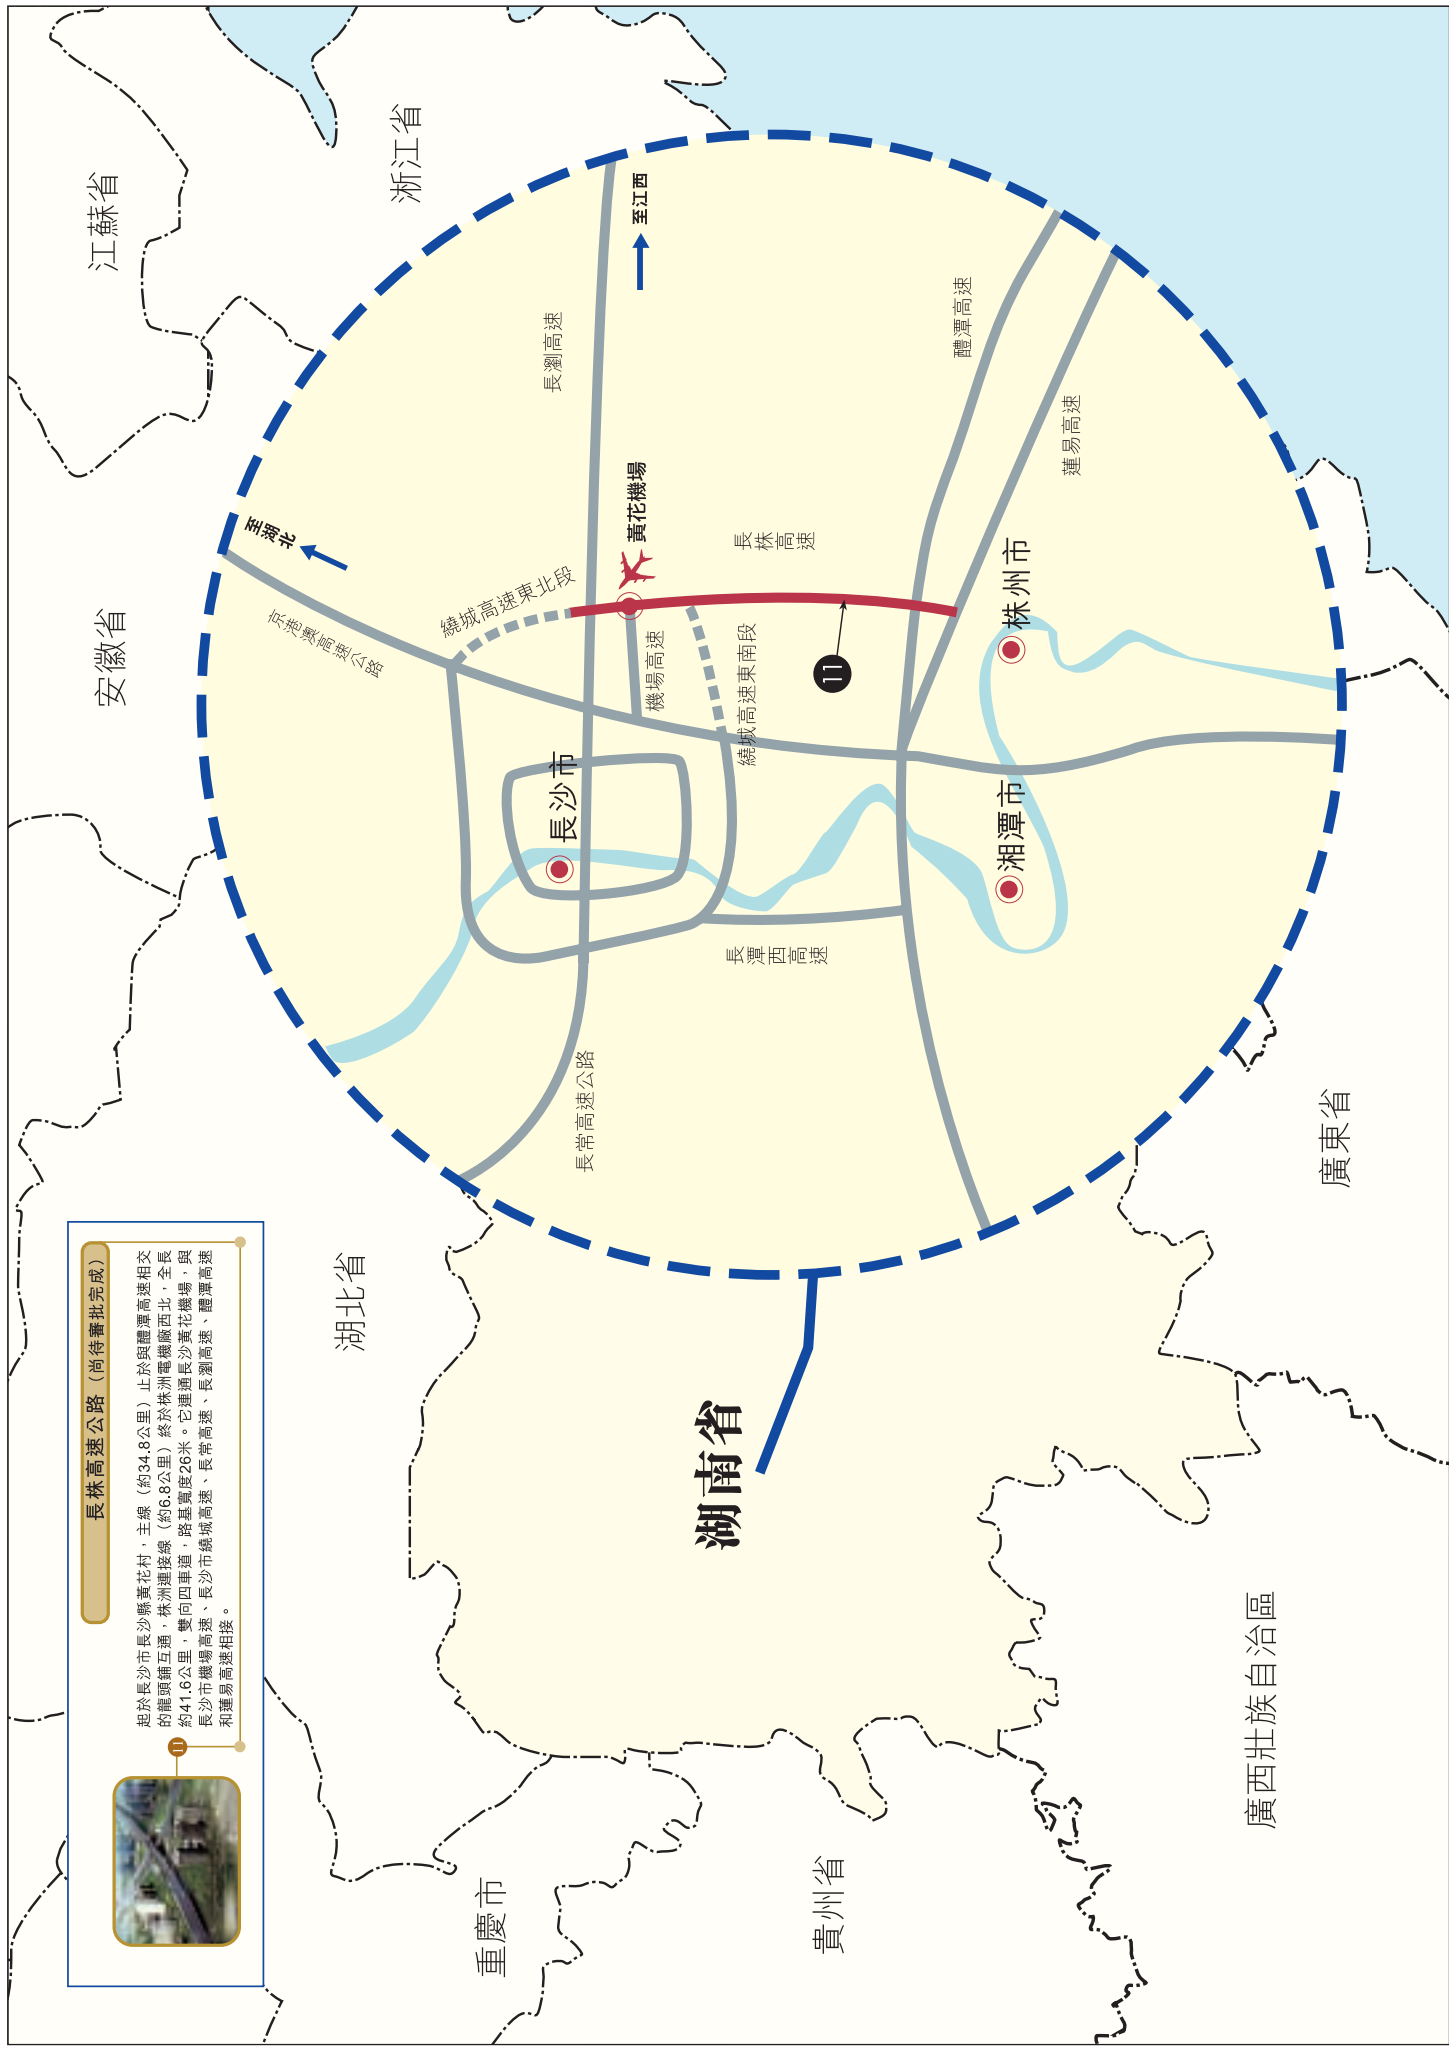 長株高速公路（尚待審批完成）
起於長沙市長沙縣黃花村，主線（約34.8公里）止於與醴潭高速相交
的龍頭鋪互通，株洲連接線（約6.8公里）終於株洲電機廠西北，全長
約41.6公里，雙向四車道，路基寬度26米。它連通長沙黃花機場，與
長沙市機場高速、長沙市繞城高速、長常高速、長瀏高速、醴潭高速
和蓮易高速相接。
11
江蘇省
浙江省
安徽省
湖北省
重慶市
貴州省
湖南省
廣西壯族自治區
廣東省
至湖北
至江西
京港澳高速公路
繞城高速東北段
長瀏高速
黃花機場
機場高速
繞城高速東南段
長株高速
11
醴潭高速
蓮易高速
長沙市
株州市
湘潭市
長潭西高速
長常高速公路